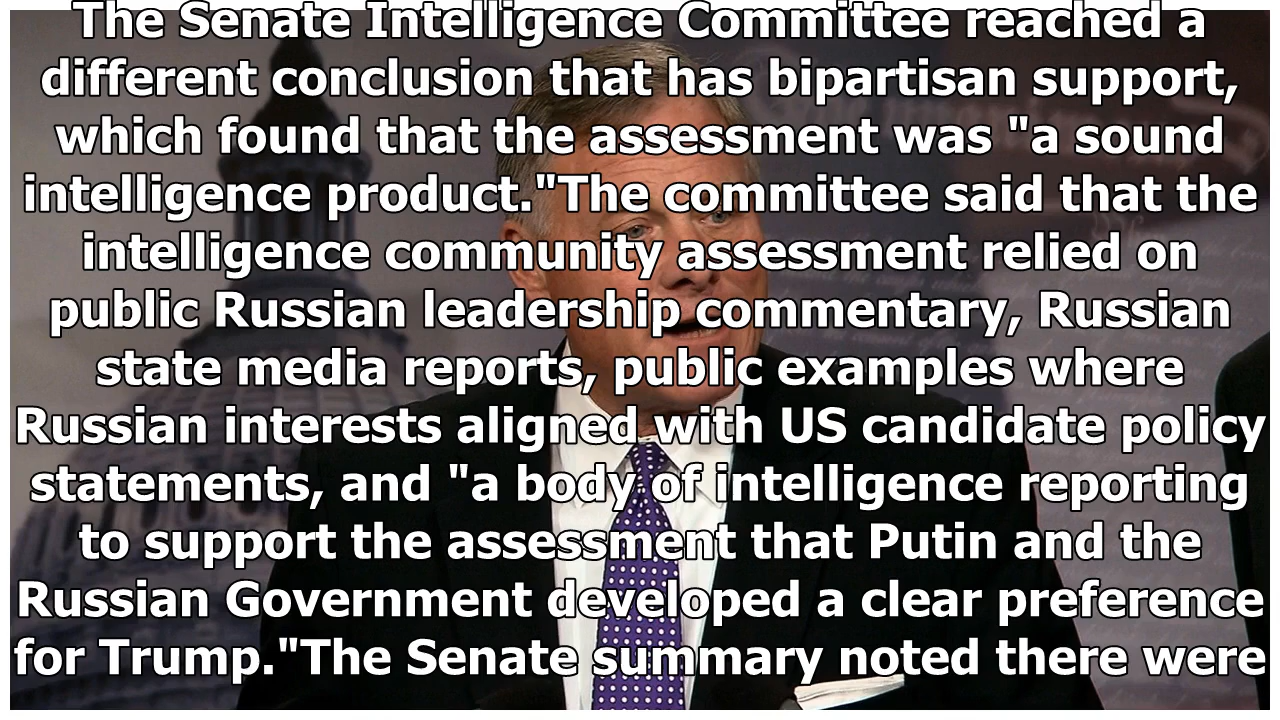 The Senate Intelligence Committee reached a
different conclusion that has bipartisan support,
which found that the assessment was "a sound
intelligence product."The committee said that the
intelligence community assessment relied on
public Russian leadership commentary, Russian
state media reports, public examples where
Russian interests aligned with US candidate policy
statements, and "a body of intelligence reporting
to support the assessment that Putin and the
Russian Government developed a clear preference
for Trump."The Senate summary noted there were